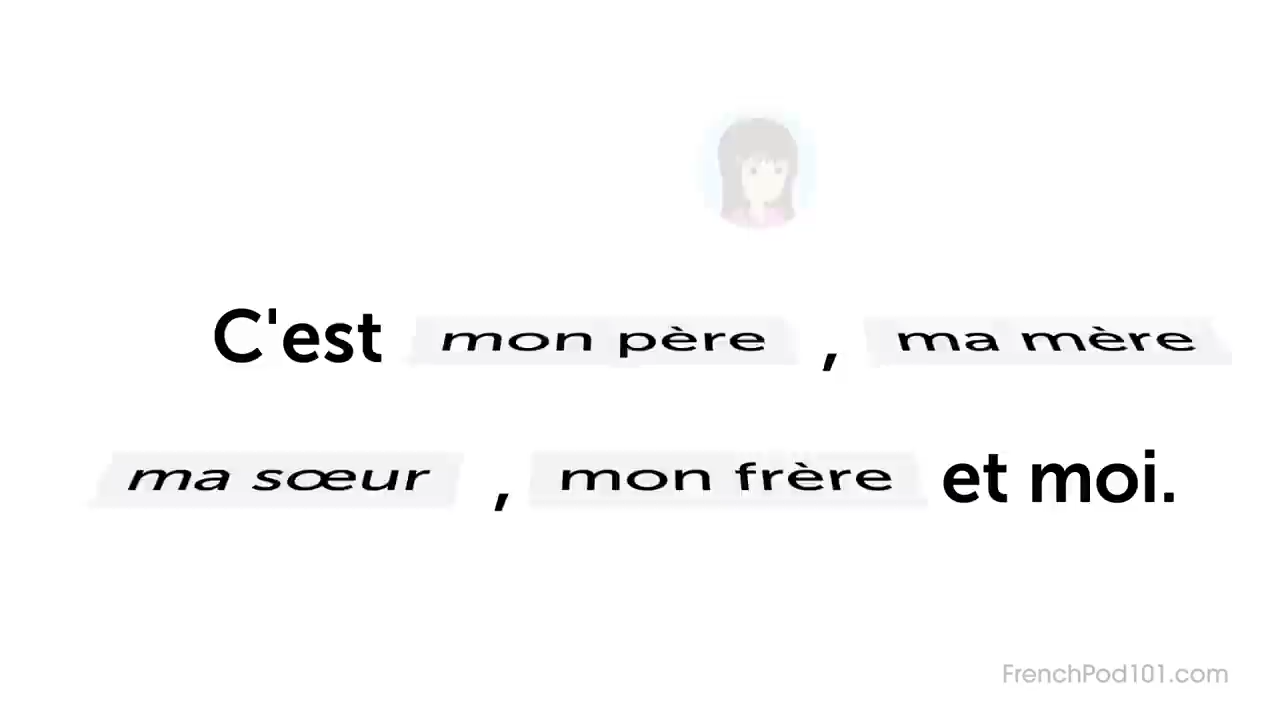 C'est mon père , ma mère
ma sœur , mon frère et moi.
FrenchPod101.com